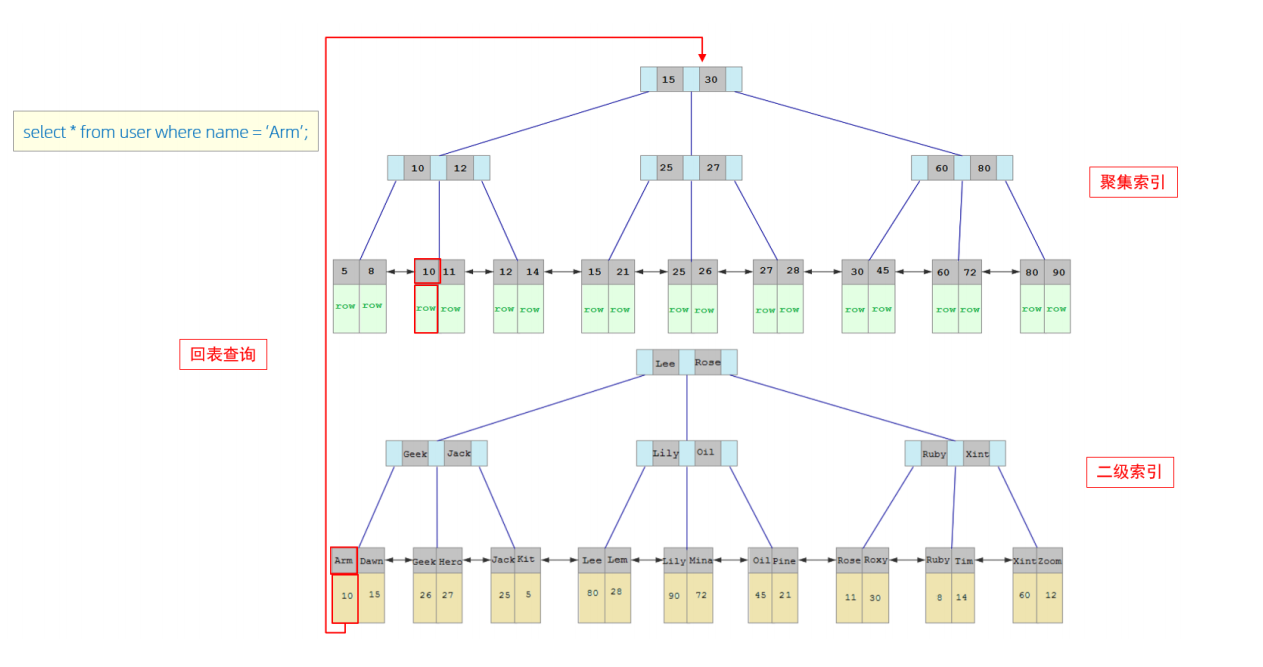 select * from user where name = 'Arm';
15 30
10 12
25 27
60 80
聚集索引
5 8 10 11 12 14 15 21 25 26 27 28 30 45 60 72 80 90
row row row row row row row row row row row row row row row row row row
回表查询
Lee Rose
Geek Jack
Lily Oil
Ruby Xint
二级索引
Arm Dawn Geek Hero Jack Kit Lee Lem Lily Mina Oil Pine Rose Roxy Ruby Tim Xint Zoom
10 15 26 27 25 5 80 28 90 72 45 21 11 30 8 14 60 12